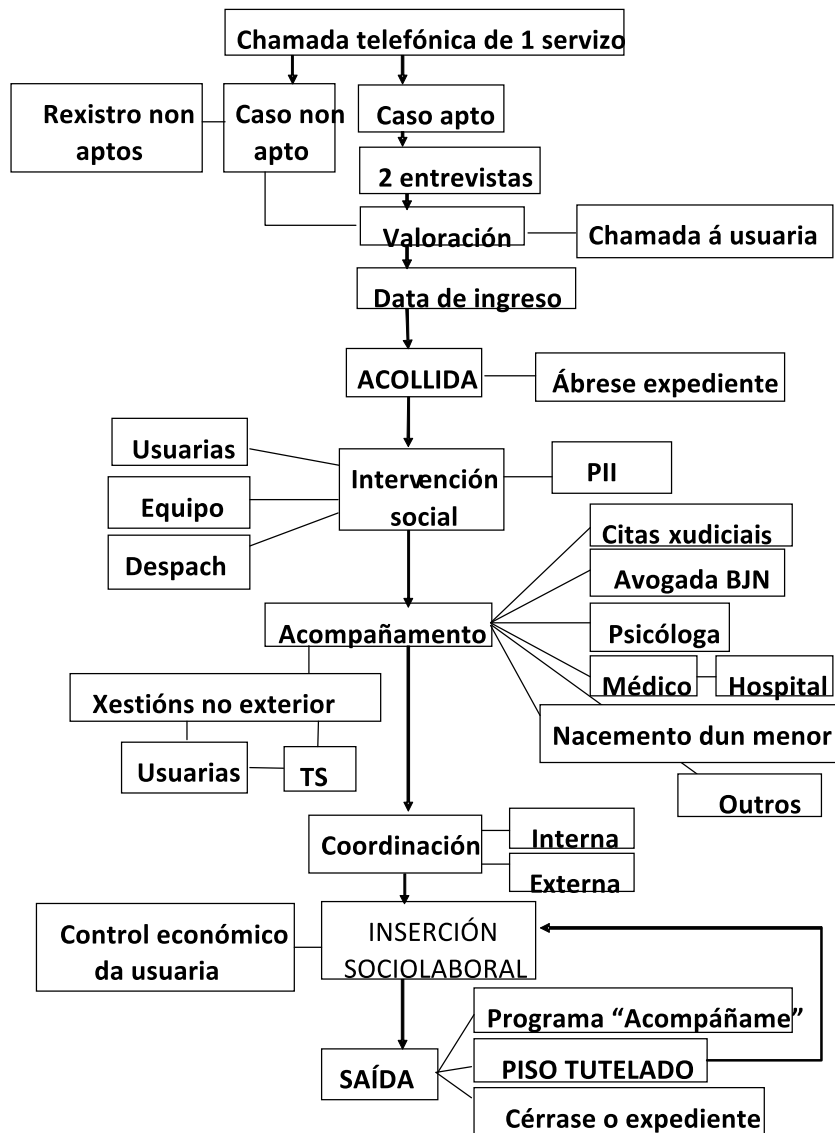 Chamada telefónica de 1 servizo
Rexistro non
aptos
Caso non
apto
Caso apto
2 entrevistas
Valoración
Chamada á usuaria
Data de ingreso
ACOLLIDA
Ábrese expediente
Usuarias
Equipo
Despach
Intervención
social
PII
Citas xudiciais
Avogada BJN
Psicóloga
Médico
Hospital
Nacemento dun menor
Outros
Acompañamento
Xestións no exterior
Usuarias
TS
Coordinación
Interna
Externa
Control económico
da usuaria
INSERCIÓN
SOCIOLABORAL
Programa “Acompáñame”
SAÍDA
PISO TUTELADO
Cérrase o expediente